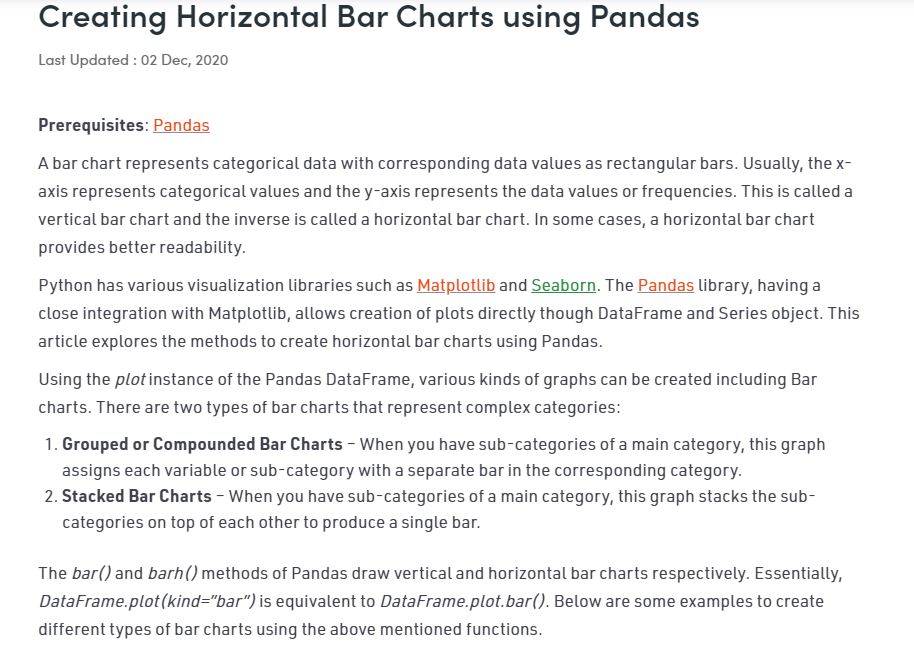 Creating Horizontal Bar Charts using Pandas
Last Updated : 02 Dec, 2020
Prerequisites: Pandas
A bar chart represents categorical data with corresponding data values as rectangular bars. Usually, the x-
axis represents categorical values and the y-axis represents the data values or frequencies. This is called a
vertical bar chart and the inverse is called a horizontal bar chart. In some cases, a horizontal bar chart
provides better readability.
Python has various visualization libraries such as Matplotlib and Seaborn. The Pandas library, having a
close integration with Matplotlib, allows creation of plots directly though DataFrame and Series object. This
article explores the methods to create horizontal bar charts using Pandas.
Using the plot instance of the Pandas DataFrame, various kinds of graphs can be created including Bar
charts. There are two types of bar charts that represent complex categories:
1. Grouped or Compounded Bar Charts – When you have sub-categories of a main category, this graph
assigns each variable or sub-category with a separate bar in the corresponding category.
2. Stacked Bar Charts – When you have sub-categories of a main category, this graph stacks the sub-
categories on top of each other to produce a single bar.
The bar() and barh() methods of Pandas draw vertical and horizontal bar charts respectively. Essentially,
DataFrame.plot(kind=”bar”) is equivalent to DataFrame.plot.bar(). Below are some examples to create
different types of bar charts using the above mentioned functions.